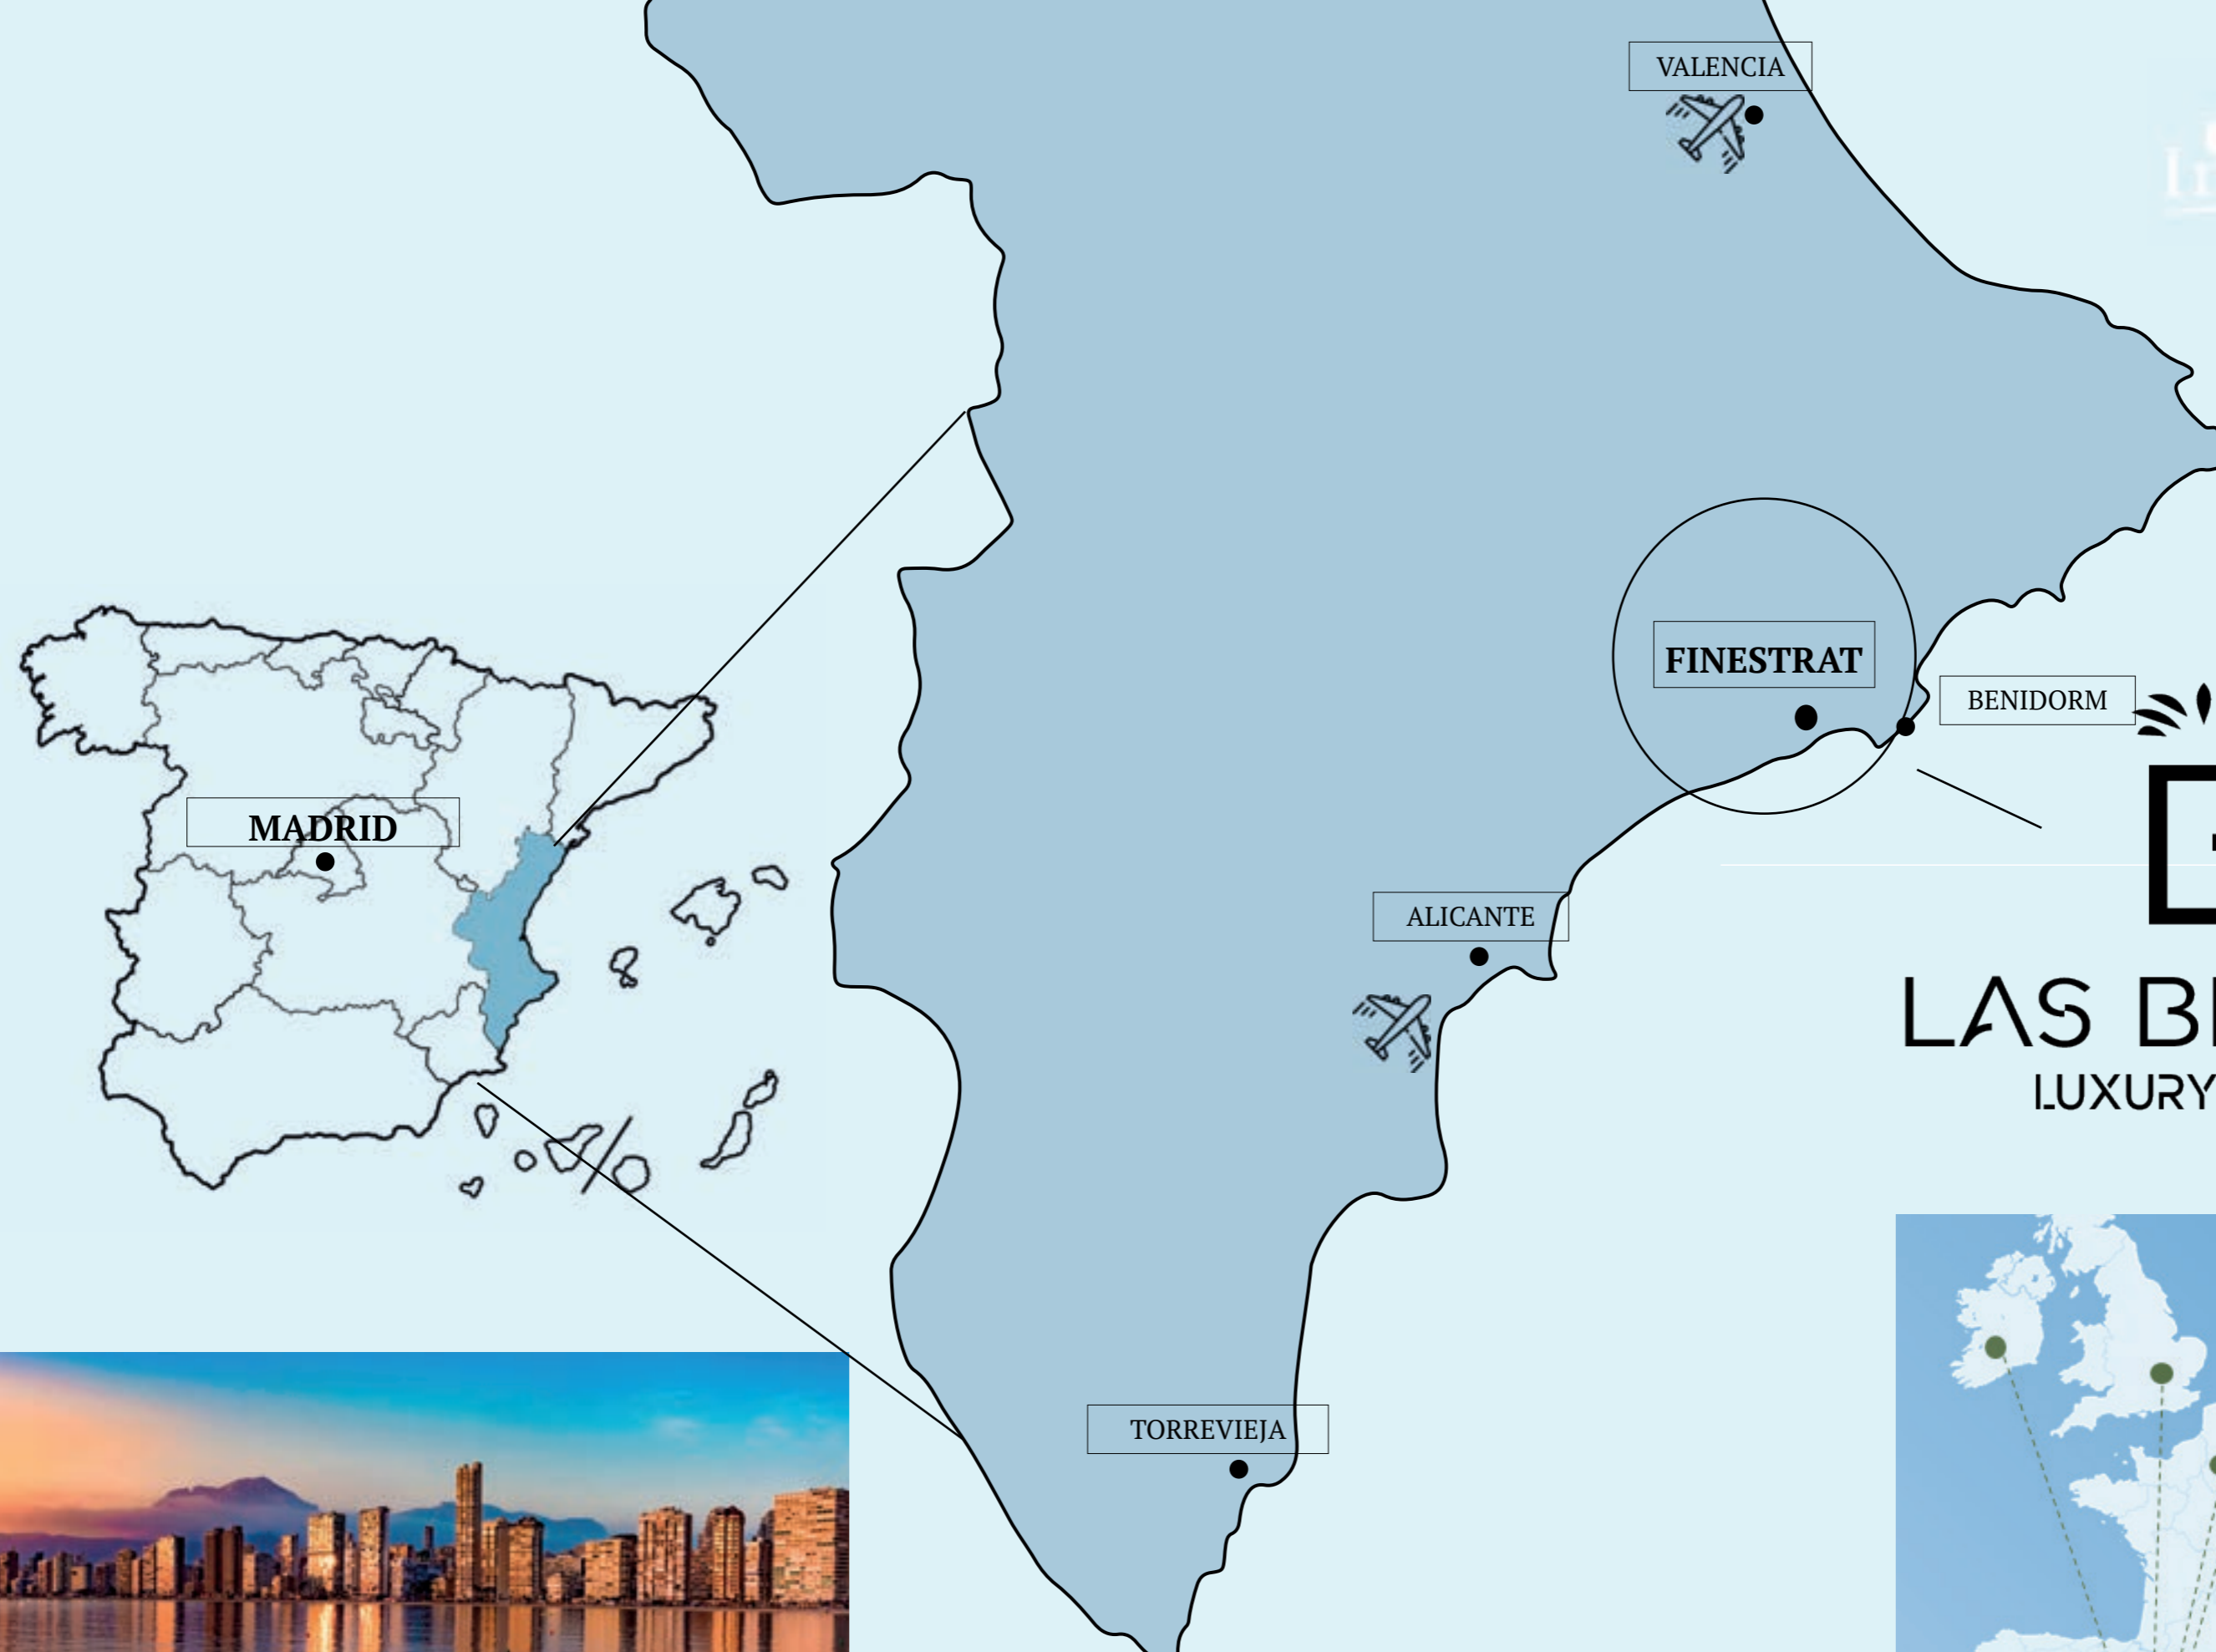 VALENCIA
FINESTRAT
BENIDORM
MADRID
ALICANTE
LAS
LUXURY
TORREVIEJA